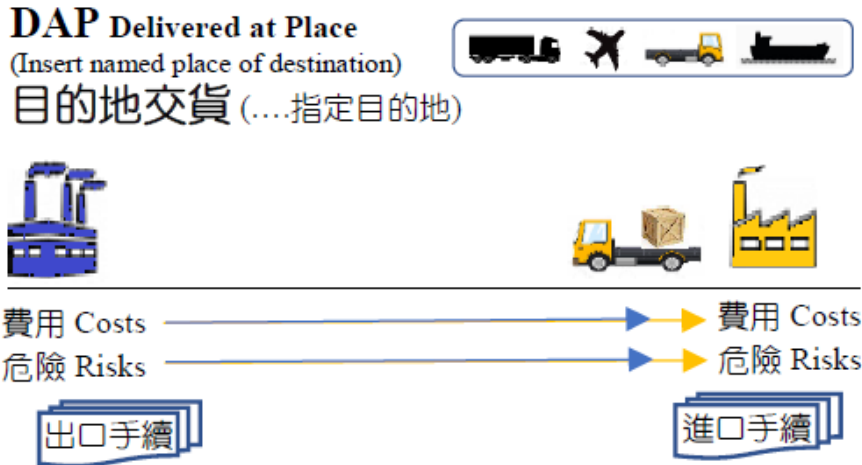 DAP Delivered at Place
(Insert named place of destination)
目的地交貨 (....指定目的地)
費用 Costs 費用 Costs
危險 Risks 危險 Risks
出口手續 進口手續